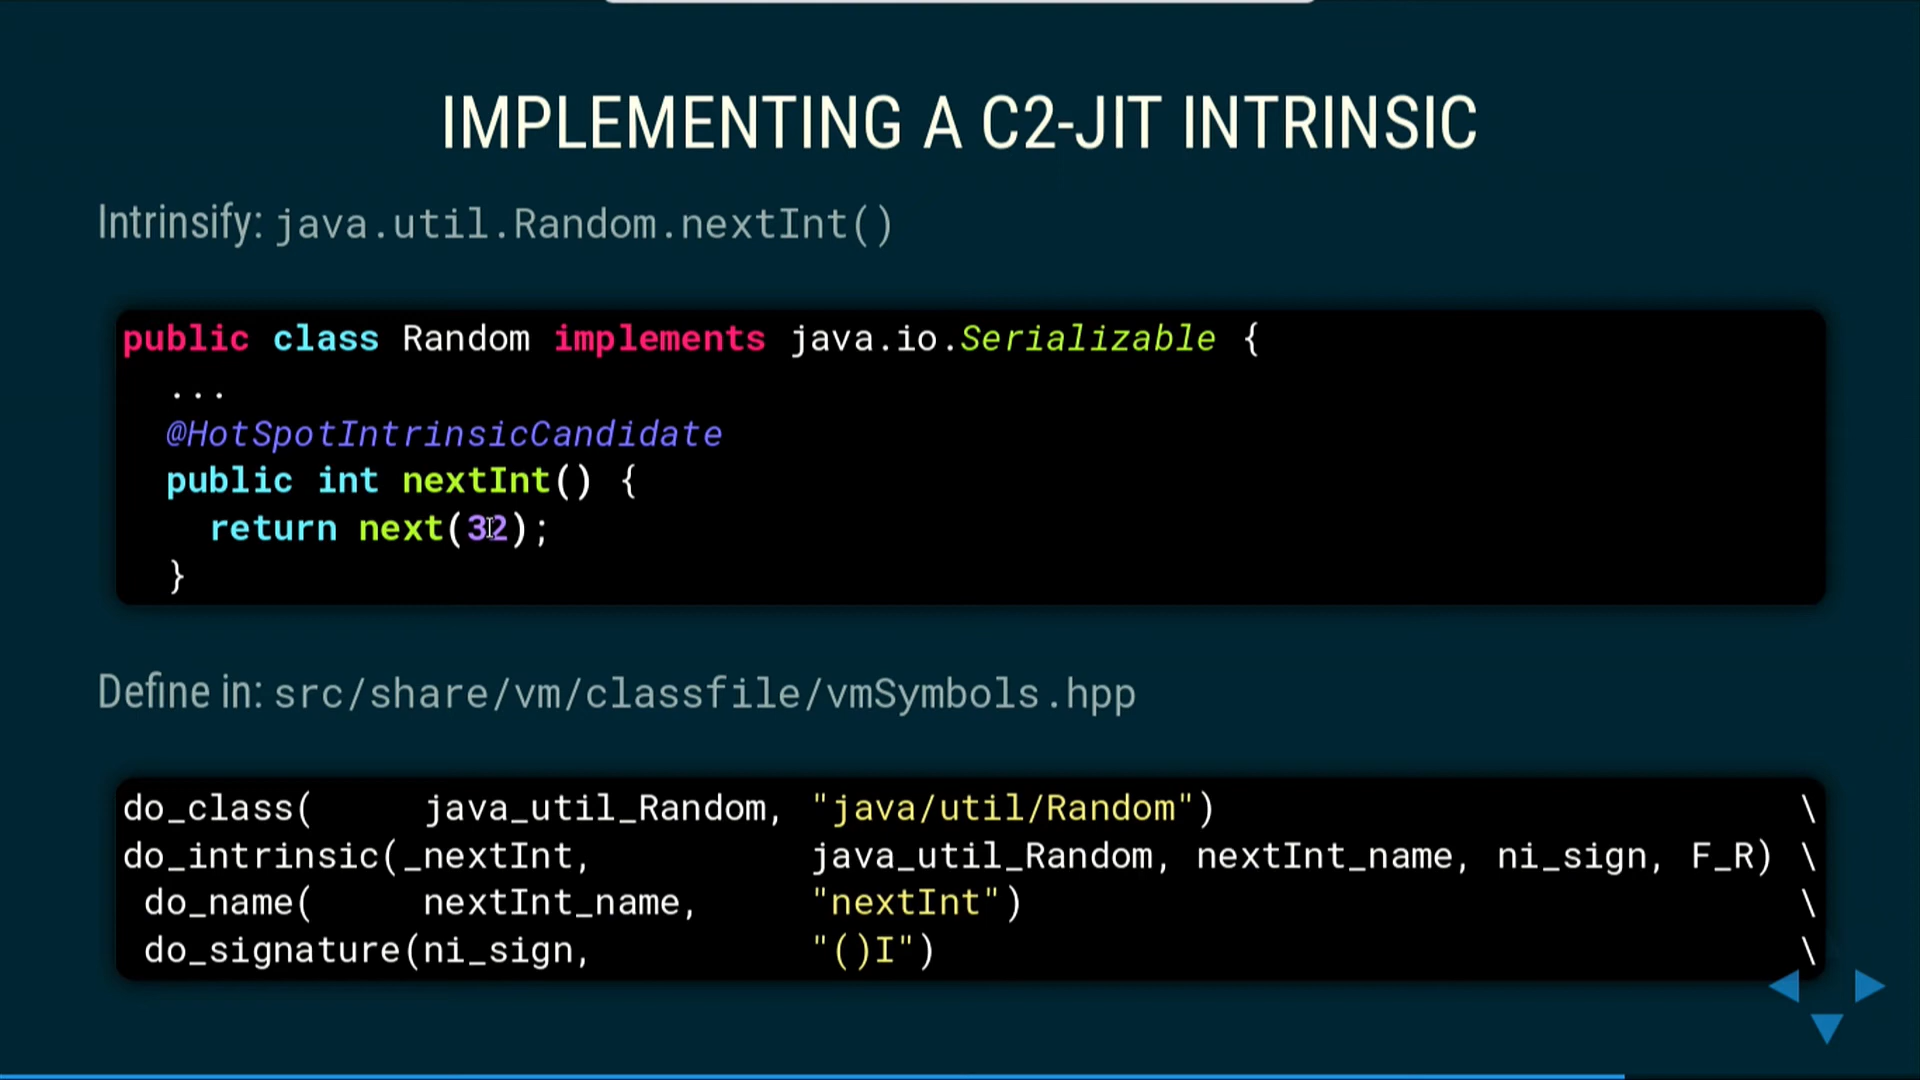 IMPLEMENTING A C2-JIT INTRINSIC
Intrinsify: java.util.Random.nextInt()
public class Random implements java.io.Serializable {
...
@HotSpotIntrinsicCandidate
public int nextInt() {
return next(32);
}
Define in: src/share/vm/classfile/vmSymbols.hpp
do_class( java_util_Random, "java/util/Random") \
do_intrinsic(_nextInt, java_util_Random, nextInt_name, ni_sign, F_R) \
do_name( nextInt_name, "nextInt") \
do_signature(ni_sign, "()I") \